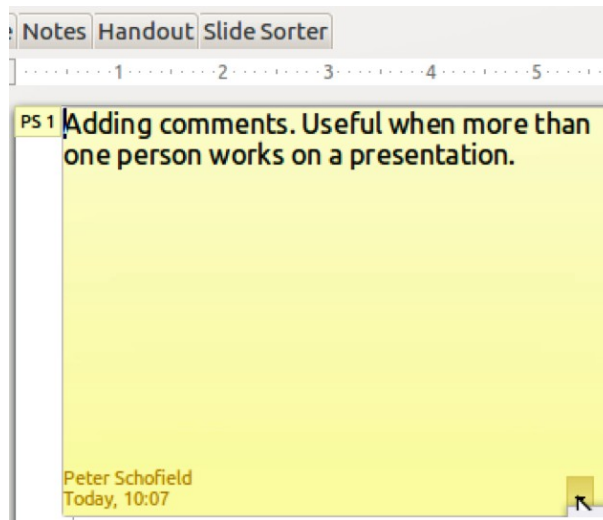 Notes Handout Slide Sorter
1 2 3 4 5
PS 1
Adding comments. Useful when more than
one person works on a presentation.
Peter Schofield
Today, 10:07